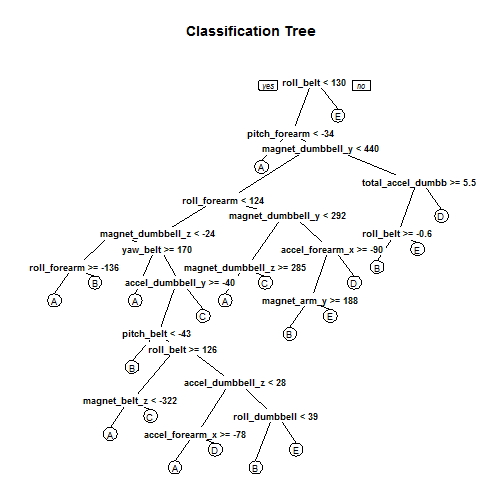 Classification Tree
yes
roll_belt < 130
no
E
pitch_forearm < -34
magnet_dumbbell_y < 440
A
total_accel_dumbb >= 5.5
roll_forearm < 124
magnet_dumbbell_y < 292
D
magnet_dumbbell_z < -24
roll_belt >= -0.6
yaw_belt >= 170
accel_forearm_x >= -90
E
roll_forearm >= -136
magnet_dumbbell_z >= 285
B
B
accel_dumbbell_y >= -40
C
D
A
A
A
magnet_arm_y >= 188
C
E
pitch_belt < -43
B
roll_belt >= 126
B
accel_dumbbell_z < 28
magnet_belt_z < -322
C
roll_dumbbell < 39
A
accel_forearm_x >= -78
D
E
A
B